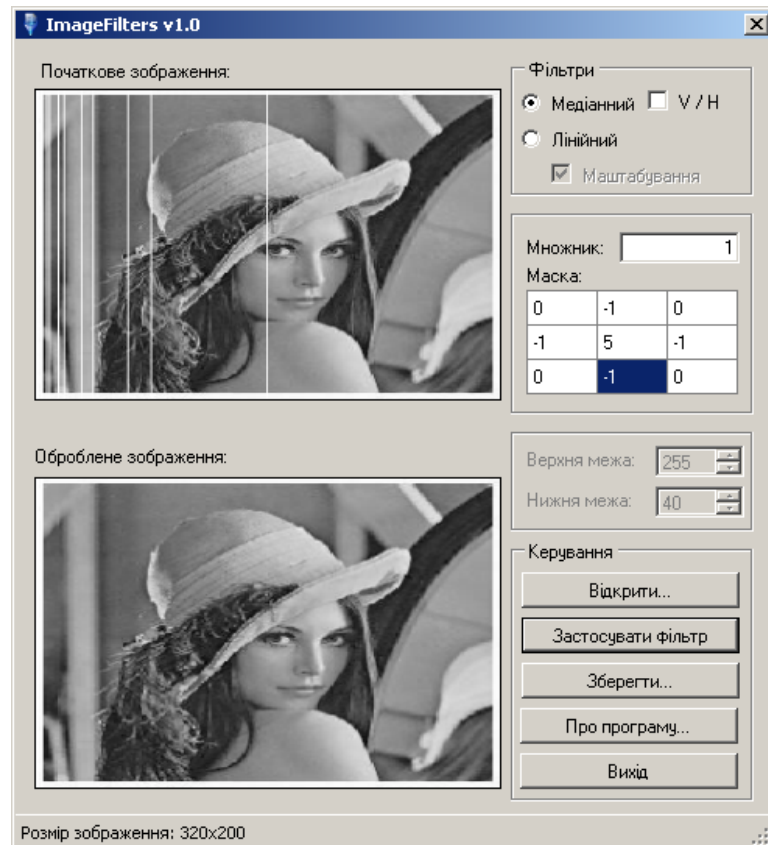 ImageFilters v1.0
Початкове зображення:
Фільтри
Медіанний V / H
Лінійний
Маштабування
Множник: 1
Маска:
0 -1 0
-1 5 -1
0 -1 0
Оброблене зображення:
Верхня межа: 255
Нижня межа: 40
Керування
Відкрити...
Застосувати фільтр
Зберегти...
Про програму...
Вихід
Розмір зображення: 320x200